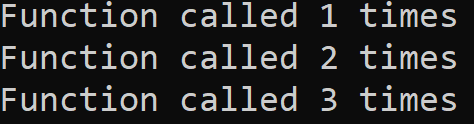 Function called 1 times
Function called 2 times
Function called 3 times